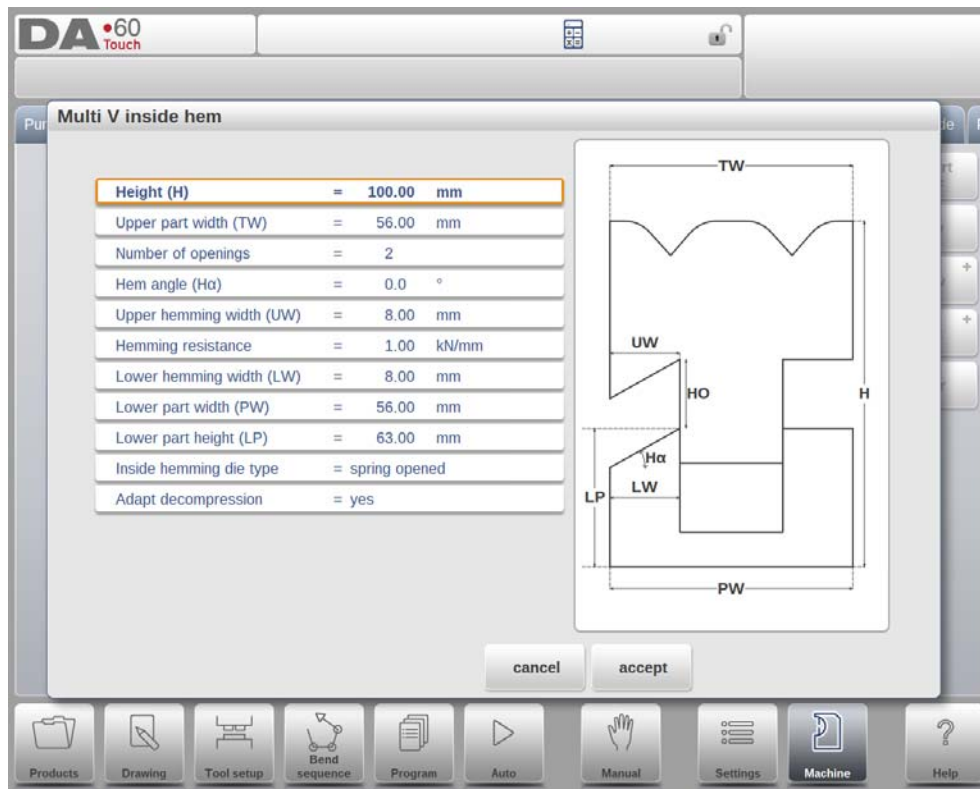 DA•60
Touch
Pur
Multi V inside hem
de
rt
Height (H) = 100.00 mm
Upper part width (TW) = 56.00 mm
Number of openings = 2
Hem angle (Hα) = 0.0 °
Upper hemming width (UW) = 8.00 mm
Hemming resistance = 1.00 kN/mm
Lower hemming width (LW) = 8.00 mm
Lower part width (PW) = 56.00 mm
Lower part height (LP) = 63.00 mm
Inside hemming die type = spring opened
Adapt decompression = yes
TW
UW
HO
H
Hα
LP
LW
PW
cancel
accept
Products
Drawing
Tool setup
Bend
sequence
Program
Auto
Manual
Settings
Machine
Help